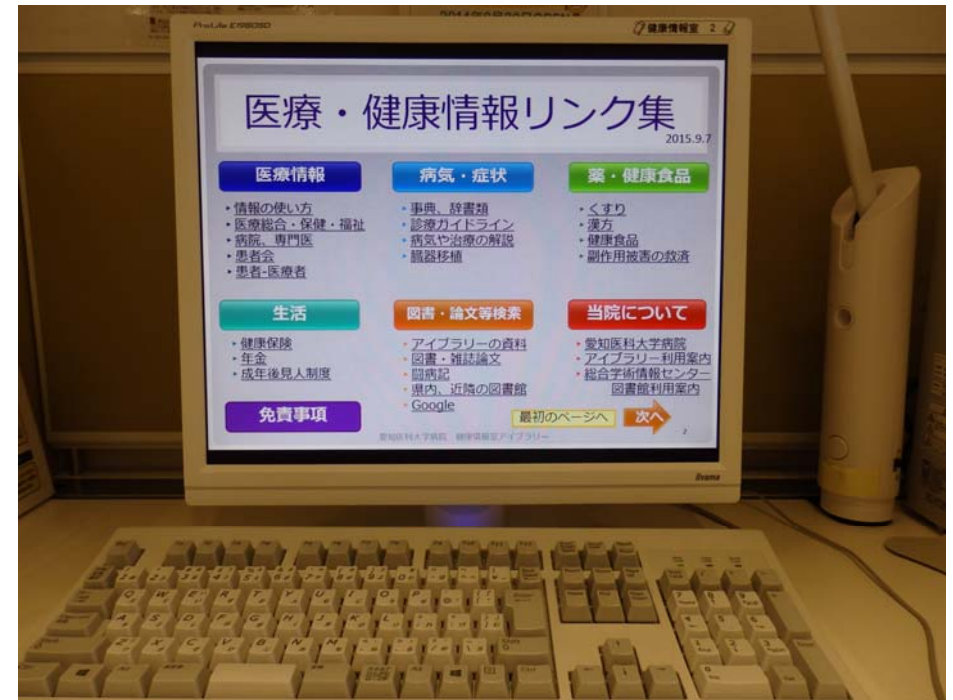 ProLite E1980SD
健康情報室 2
医療・健康情報リンク集
2015.9.7
医療情報
・情報の使い方
・医療総合・保健・福祉
・病院、専門医
・患者会
・患者-医療者
病気・症状
・事典、辞書類
・診療ガイドライン
・病気や治療の解説
・臓器移植
薬・健康食品
・くすり
・漢方
・健康食品
・副作用被害の救済
生活
・健康保険
・年金
・成年後見人制度
図書・論文等検索
・アイブラリーの資料
・図書・雑誌論文
・闘病記
・県内、近隣の図書館
・Google
当院について
・愛知医科大学病院
・アイブラリー利用案内
・総合学術情報センター
図書館利用案内
免責事項
最初のページへ
次へ
愛知医科大学病院 健康情報室アイブラリー
2
iiyama